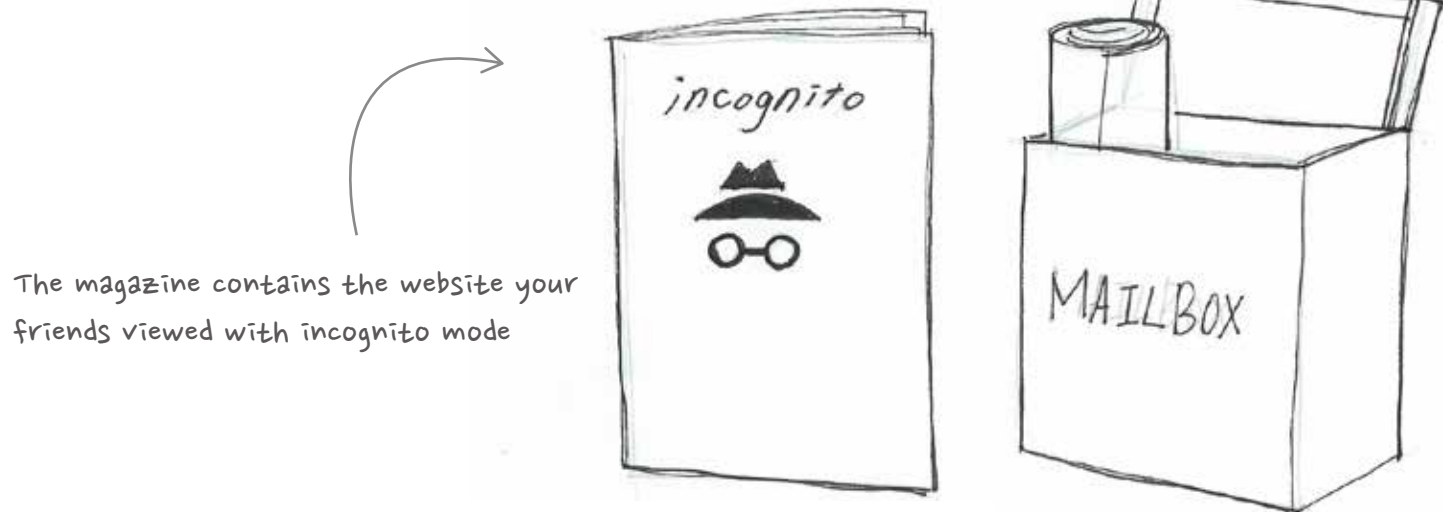 incognito
MAILBOX
The magazine contains the website your
friends viewed with incognito mode